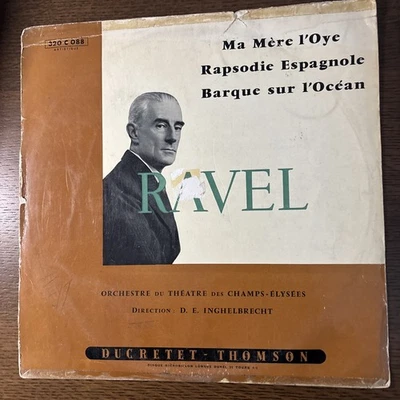 320 C 088
Ma Mère l'Oye
Rapsodie Espagnole
Barque sur l'Océan
RAVEL
ORCHESTRE DU THÉATRE DES CHAMPS-ÉLYSÉES
DIRECTION: D. E. INGHELBRECHT
DUCRETET-THOMSON